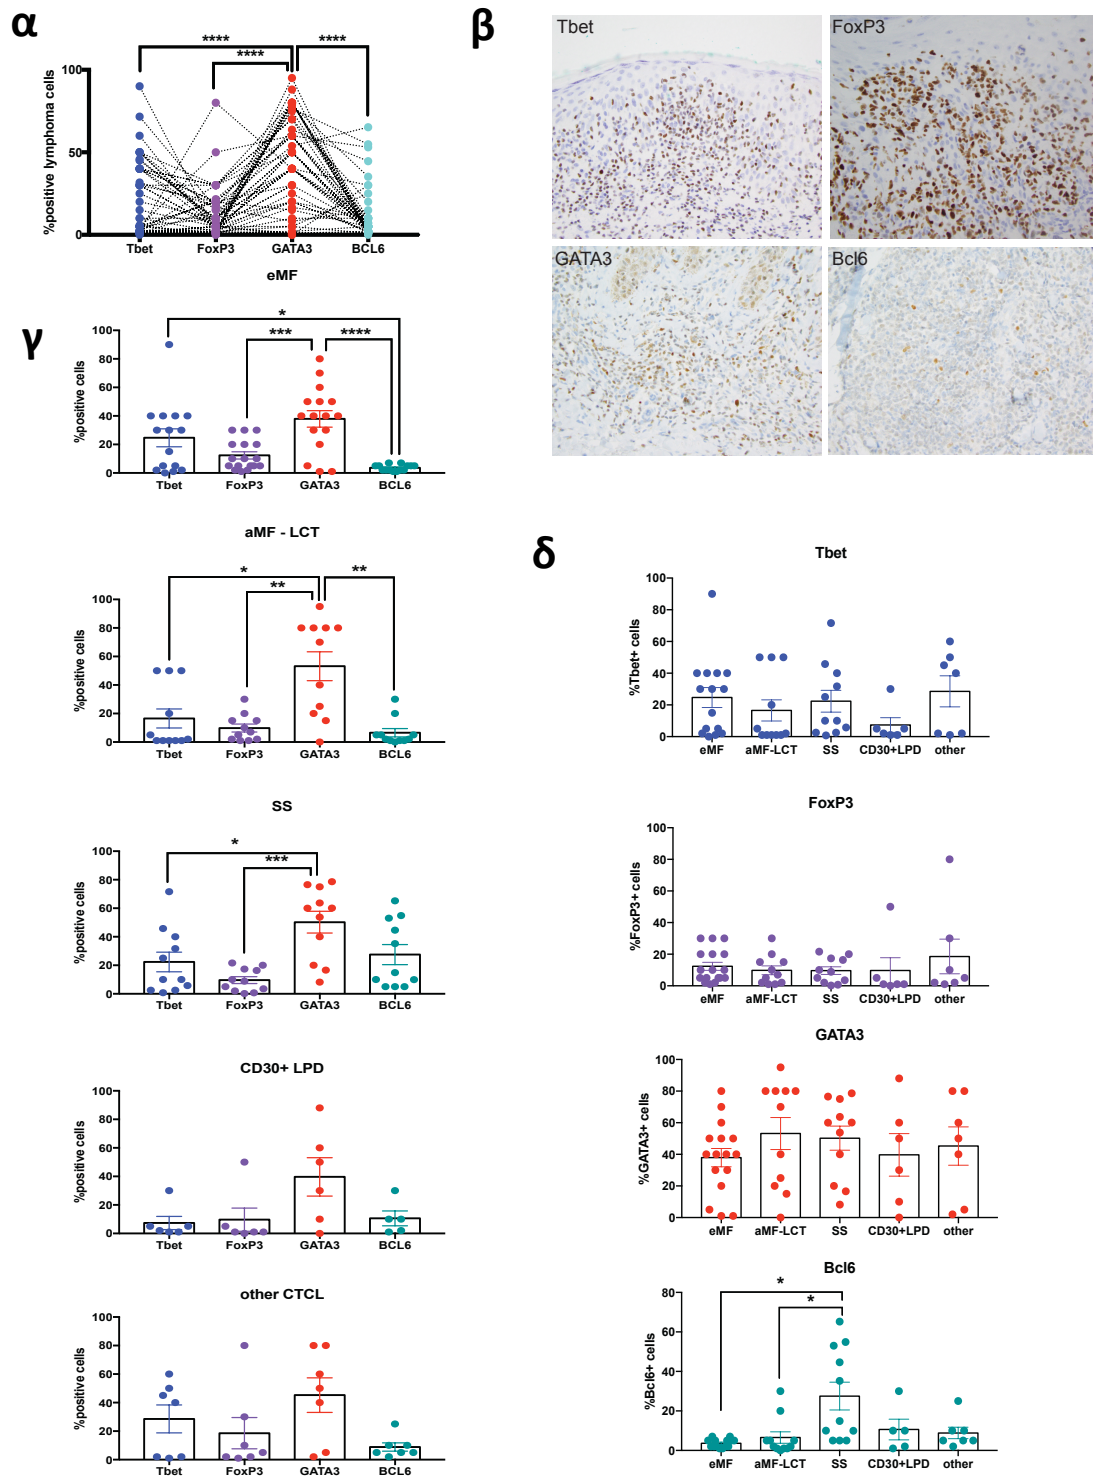 α
**** ****
****
100
50
0
%positive lymphoma cells
Tbet FoxP3 GATA3 BCL6
β
Tbet
FoxP3
GATA3
Bcl6
γ
eMF
*
*** ****
100
80
60
40
20
0
%positive cells
Tbet FoxP3 GATA3 BCL6
aMF - LCT
* **
**
100
80
60
40
20
0
%positive cells
Tbet FoxP3 GATA3 BCL6
SS
*
***
100
80
60
40
20
0
%positive cells
Tbet FoxP3 GATA3 BCL6
CD30+ LPD
100
80
60
40
20
0
%positive cells
Tbet FoxP3 GATA3 BCL6
other CTCL
100
80
60
40
20
0
%positive cells
Tbet FoxP3 GATA3 BCL6
δ
Tbet
100
80
60
40
20
0
%Tbet+ cells
eMF aMF-LCT SS CD30+LPD other
FoxP3
100
80
60
40
20
0
%FoxP3+ cells
eMF aMF-LCT SS CD30+LPD other
GATA3
100
80
60
40
20
0
%GATA3+ cells
eMF aMF-LCT SS CD30+LPD other
Bcl6
*
*
80
60
40
20
0
%Bcl6+ cells
eMF aMF-LCT SS CD30+LPD other